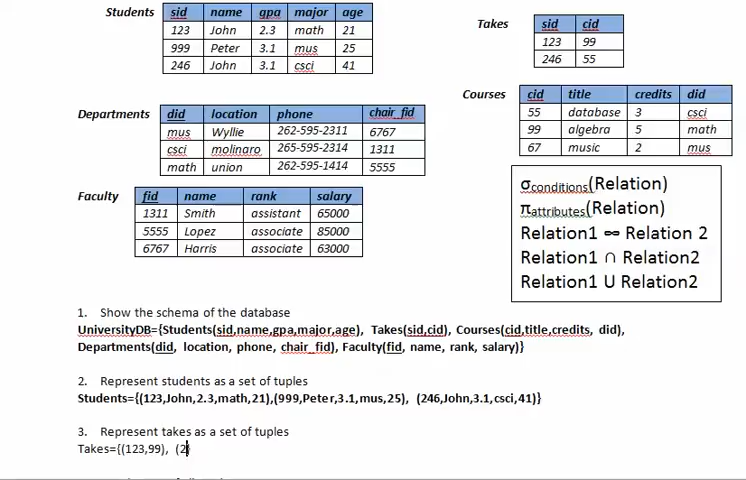 Students
sid name gpa major age
123 John 2.3 math 21
999 Peter 3.1 mus 25
246 John 3.1 csci 41
Takes
sid cid
123 99
246 55
Courses
cid title credits did
55 database 3 csci
99 algebra 5 math
67 music 2 mus
Departments
did location phone chair_fid
mus Wyllie 262-595-2311 6767
csci molinaro 265-595-2314 1311
math union 262-595-1414 5555
Faculty
fid name rank salary
1311 Smith assistant 65000
5555 Lopez associate 85000
6767 Harris associate 63000
σconditions(Relation)
πattributes(Relation)
Relation1 ∞ Relation 2
Relation1 ∩ Relation2
Relation1 U Relation2
1. Show the schema of the database
UniversityDB={Students(sid,name,gpa,major,age), Takes(sid,cid), Courses(cid,title,credits, did),
Departments(did, location, phone, chair_fid), Faculty(fid, name, rank, salary)}
2. Represent students as a set of tuples
Students={(123,John,2.3,math,21),(999,Peter,3.1,mus,25), (246,John,3.1,csci,41)}
3. Represent takes as a set of tuples
Takes={(123,99), (2}